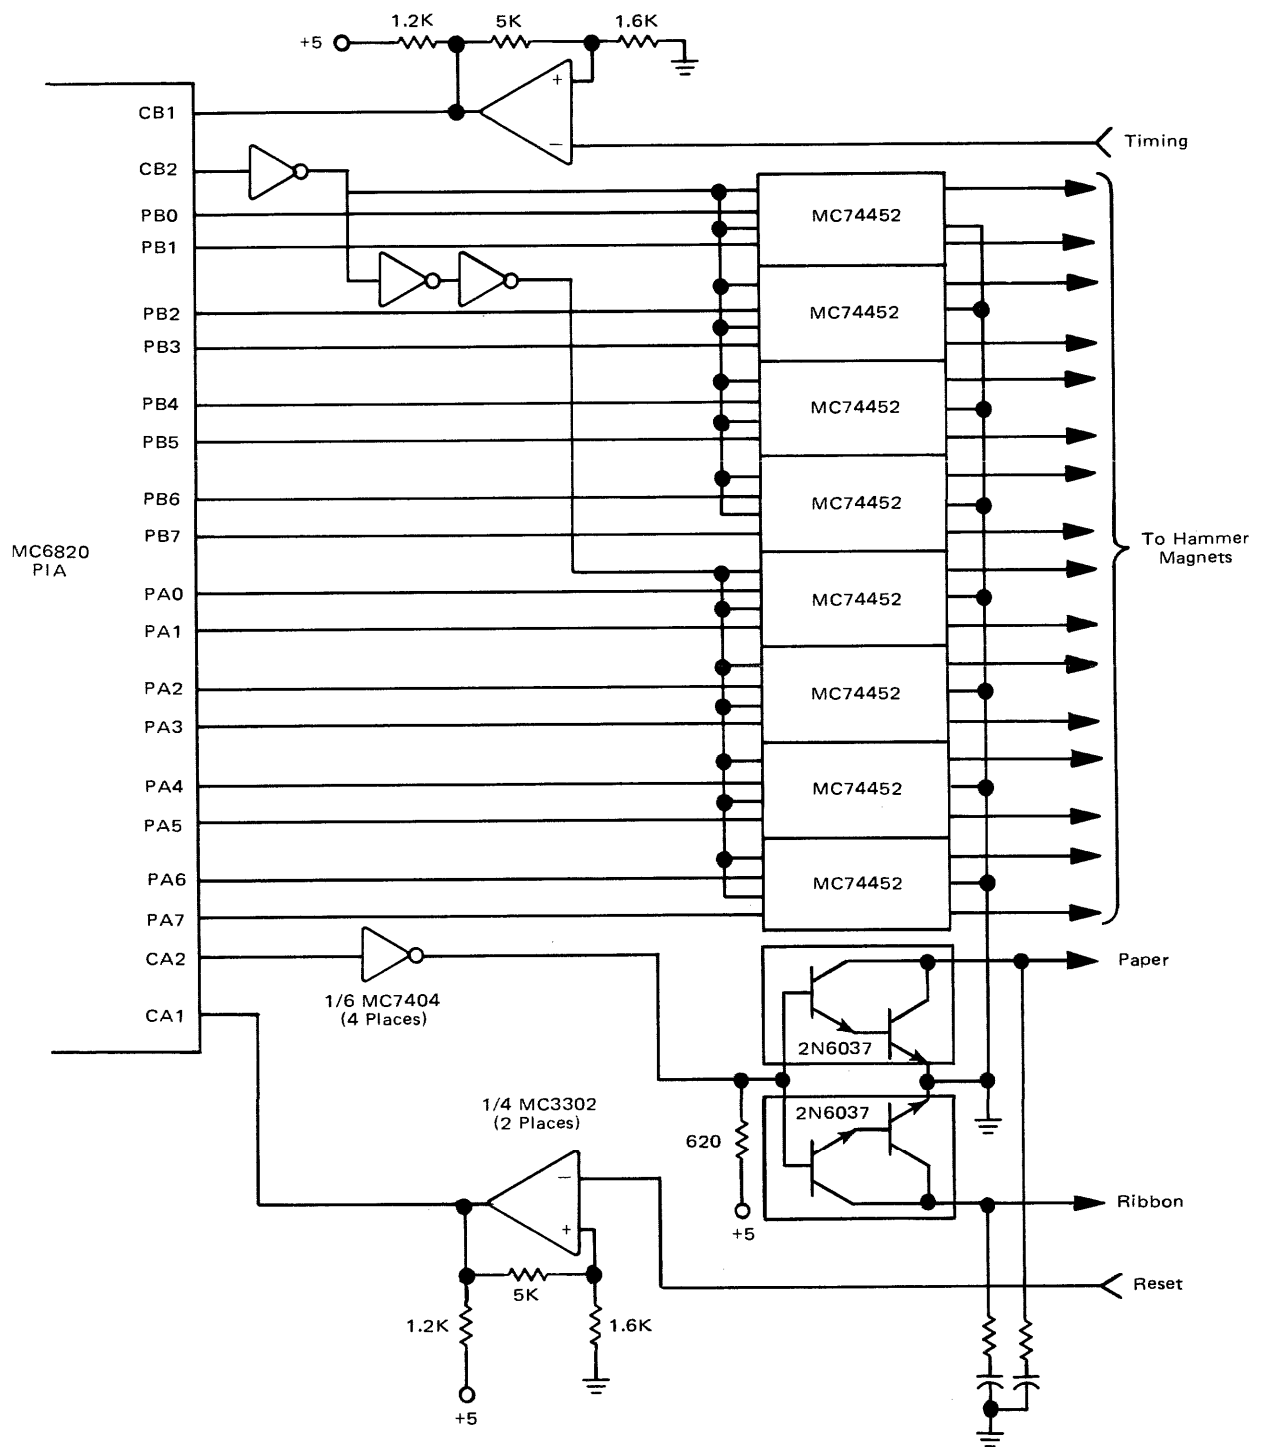 1.2K
5K
1.6K
+5
+
−
CB1
Timing
CB2
PB0
MC74452
PB1
PB2
MC74452
PB3
PB4
MC74452
PB5
PB6
MC74452
PB7
To Hammer
Magnets
MC6820
PIA
PA0
MC74452
PA1
PA2
MC74452
PA3
PA4
MC74452
PA5
PA6
MC74452
PA7
CA2
Paper
1/6 MC7404
(4 Places)
CA1
2N6037
1/4 MC3302
(2 Places)
2N6037
620
+5
−
+
Ribbon
Reset
5K
1.2K
1.6K
+5